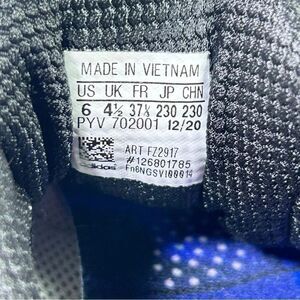 MADE IN VIETNAM
US UK FR JP CHN
6 4½ 37⅓ 230 230
PYV 702001 12/20
ART FZ2917
#126801785
adidas